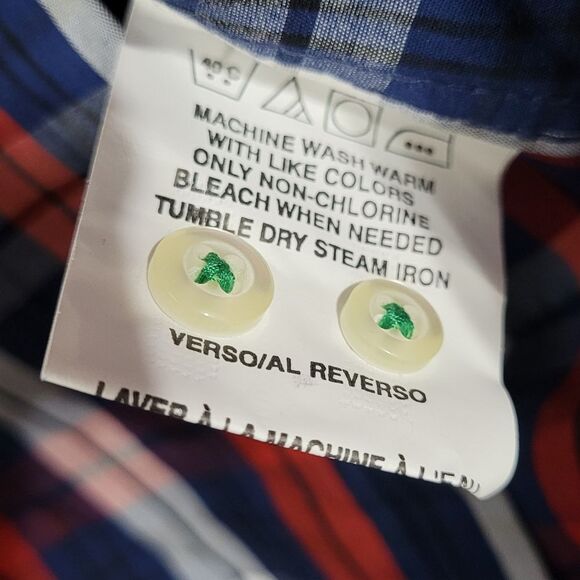 40 C
MACHINE WASH WARM
WITH LIKE COLORS
ONLY NON-CHLORINE
BLEACH WHEN NEEDED
TUMBLE DRY STEAM IRON
VERSO/AL REVERSO
LAVER À LA MACHINE À L'EAU